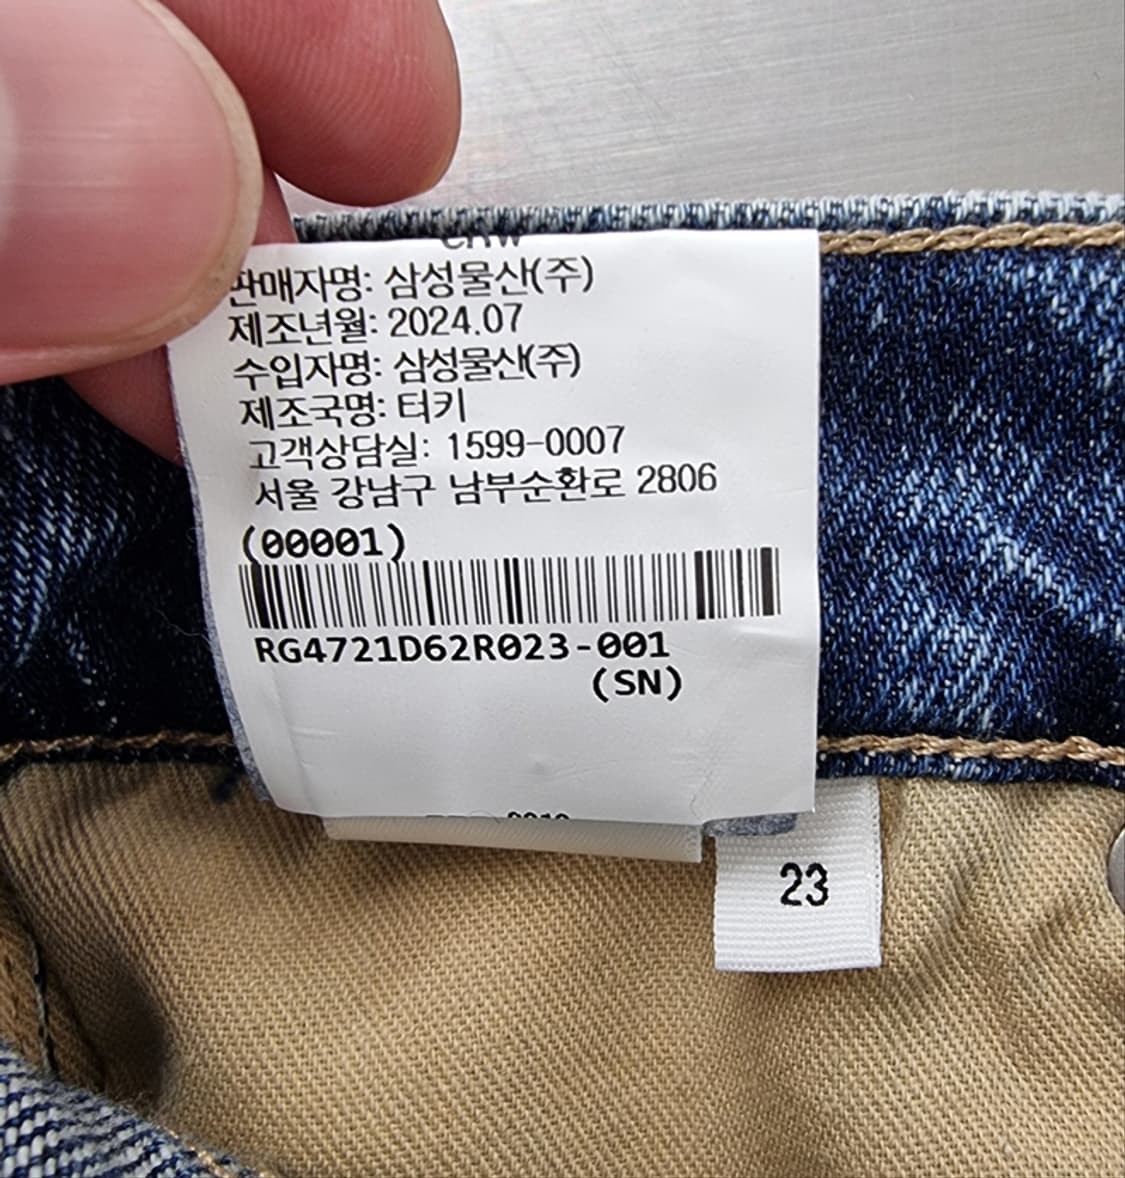 판매자명: 삼성물산(주)
제조년월: 2024.07
수입자명: 삼성물산(주)
제조국명: 터키
고객상담실: 1599-0007
서울 강남구 남부순환로 2806
(00001)
RG4721D62R023-001
(SN)
23